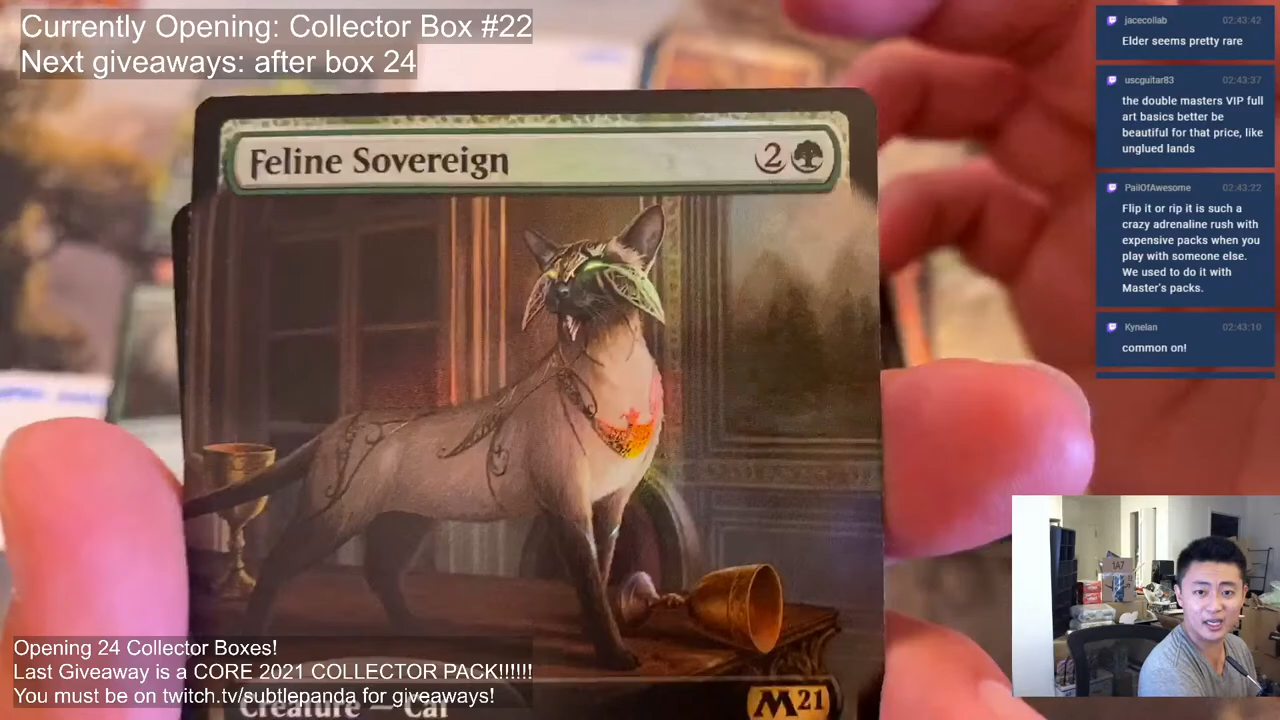 Currently Opening: Collector Box #22
Next giveaways: after box 24
Feline Sovereign
2
jacecollab 02:43:42
Elder seems pretty rare
uscguitar83 02:43:37
the double masters VIP full
art basics better be
beautiful for that price, like
unglued lands
PailOfAwesome 02:43:22
Flip it or rip it is such a
crazy adrenaline rush with
expensive packs when you
play with someone else.
We used to do it with
Master's packs.
Kynelan 02:43:10
common on!
1A7
Opening 24 Collector Boxes!
Last Giveaway is a CORE 2021 COLLECTOR PACK!!!!!!
You must be on twitch.tv/subtlepanda for giveaways!
Creature — Cat
M21